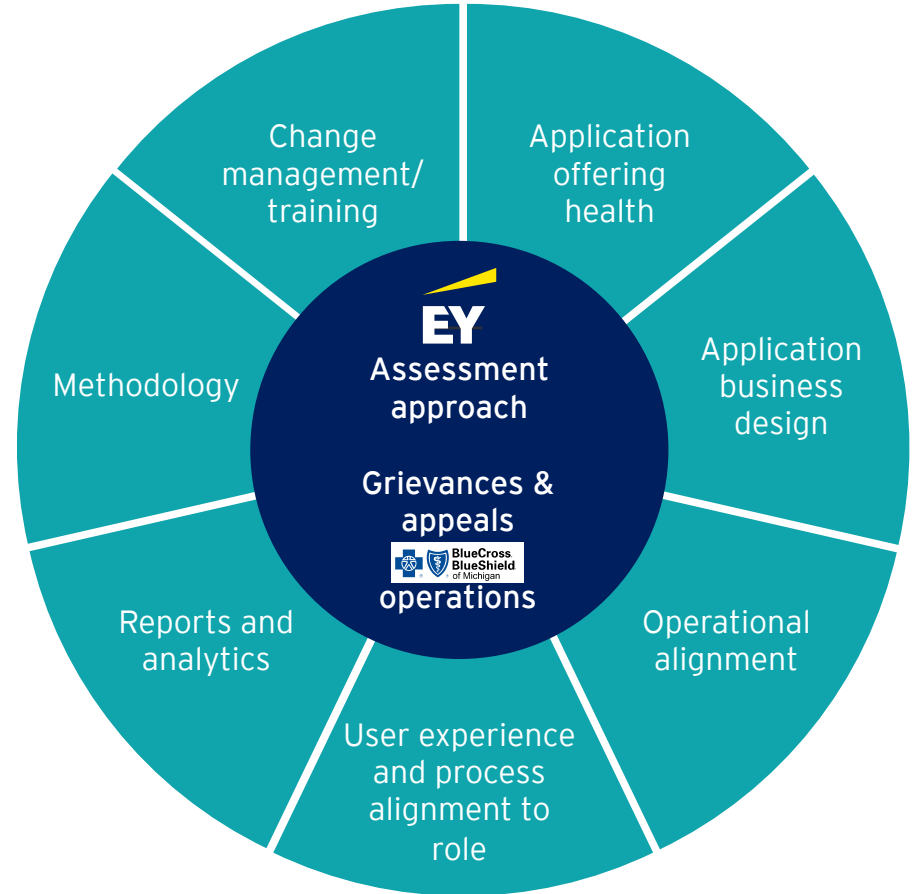 Change
management/
training
Application
offering
health
Methodology
EY
Assessment
approach
Application
business
design
Grievances &
appeals
BlueCross
BlueShield
of Michigan
operations
Reports and
analytics
Operational
alignment
User experience
and process
alignment to
role